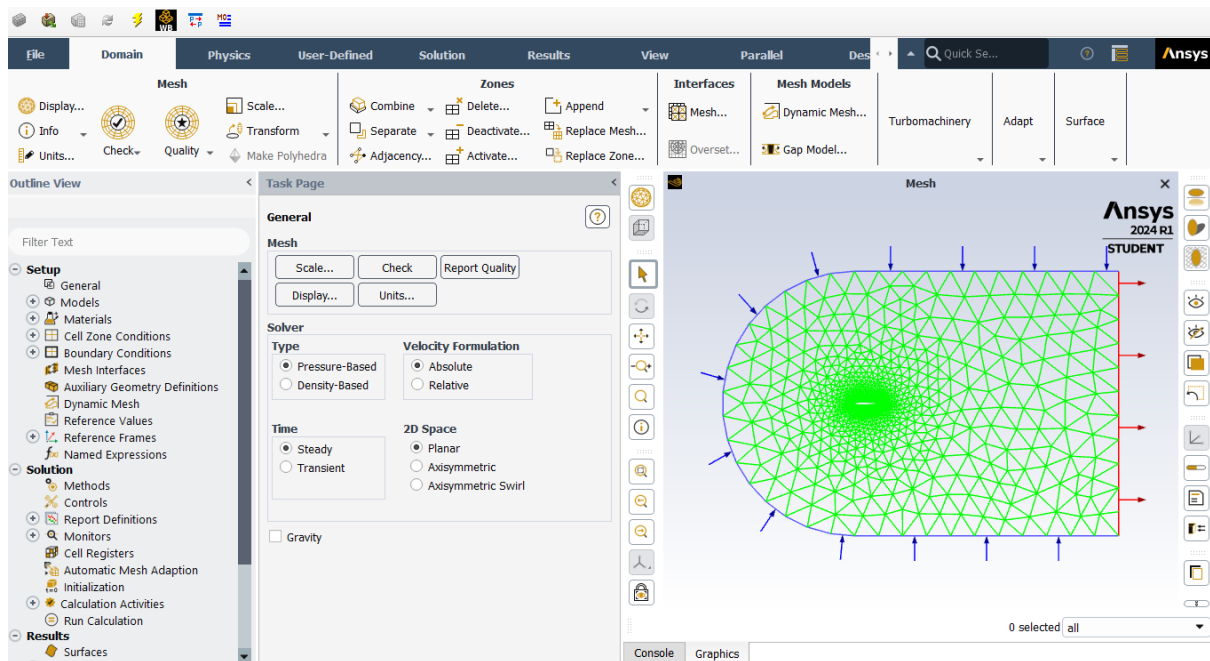 WB
File Domain Physics User-Defined Solution Results View Parallel Des Quick Se... Ansys
Mesh Zones Interfaces Mesh Models
Display... Scale... Combine Delete... Append Mesh... Dynamic Mesh...
Info Check Quality Transform Separate Deactivate... Replace Mesh... Turbomachinery Adapt Surface
Units... Make Polyhedra Adjacency... Activate... Replace Zone... Overset... Gap Model...
Outline View < Task Page < Mesh
Ansys
2024 R1
STUDENT
Filter Text
Setup
General
Models
Materials
Cell Zone Conditions
Boundary Conditions
Mesh Interfaces
Auxiliary Geometry Definitions
Dynamic Mesh
Reference Values
Reference Frames
Named Expressions
Solution
Methods
Controls
Report Definitions
Monitors
Cell Registers
Automatic Mesh Adaption
Initialization
Calculation Activities
Run Calculation
Results
Surfaces
General
Mesh
Scale... Check Report Quality
Display... Units...
Solver
Type Velocity Formulation
Pressure-Based Absolute
Density-Based Relative
Time 2D Space
Steady Planar
Transient Axisymmetric
Axisymmetric Swirl
Gravity
0 selected all
Console Graphics